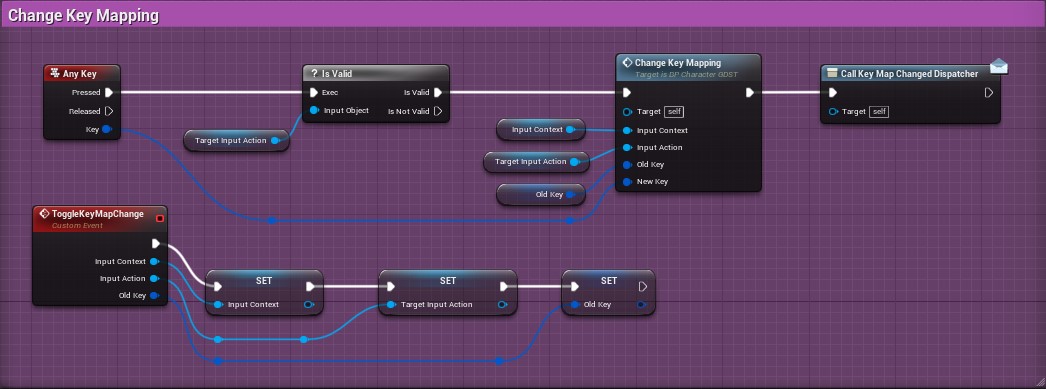 Change Key Mapping
Any Key
Pressed
Released
Key
? Is Valid
Exec
Is Valid
Input Object
Is Not Valid
Target Input Action
Input Context
Target Input Action
Old Key
Change Key Mapping
Target is BP Character GDST
Target self
Input Context
Input Action
Old Key
New Key
Call Key Map Changed Dispatcher
Target self
ToggleKeyMapChange
Custom Event
Input Context
Input Action
Old Key
SET
Input Context
SET
Target Input Action
SET
Old Key